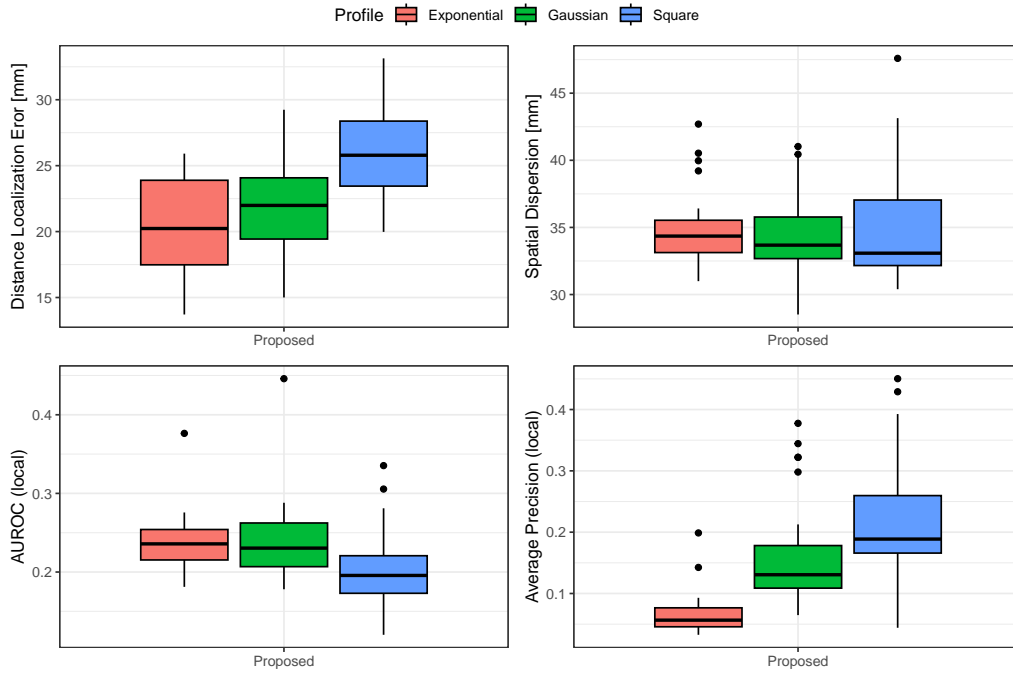 Profile Exponential Gaussian Square
Distance Localization Eror [mm]
30
25
20
15
Proposed
Spatial Dispersion [mm]
45
40
35
30
Proposed
AUROC (local)
0.4
0.3
0.2
Proposed
Average Precision (local)
0.4
0.3
0.2
0.1
Proposed